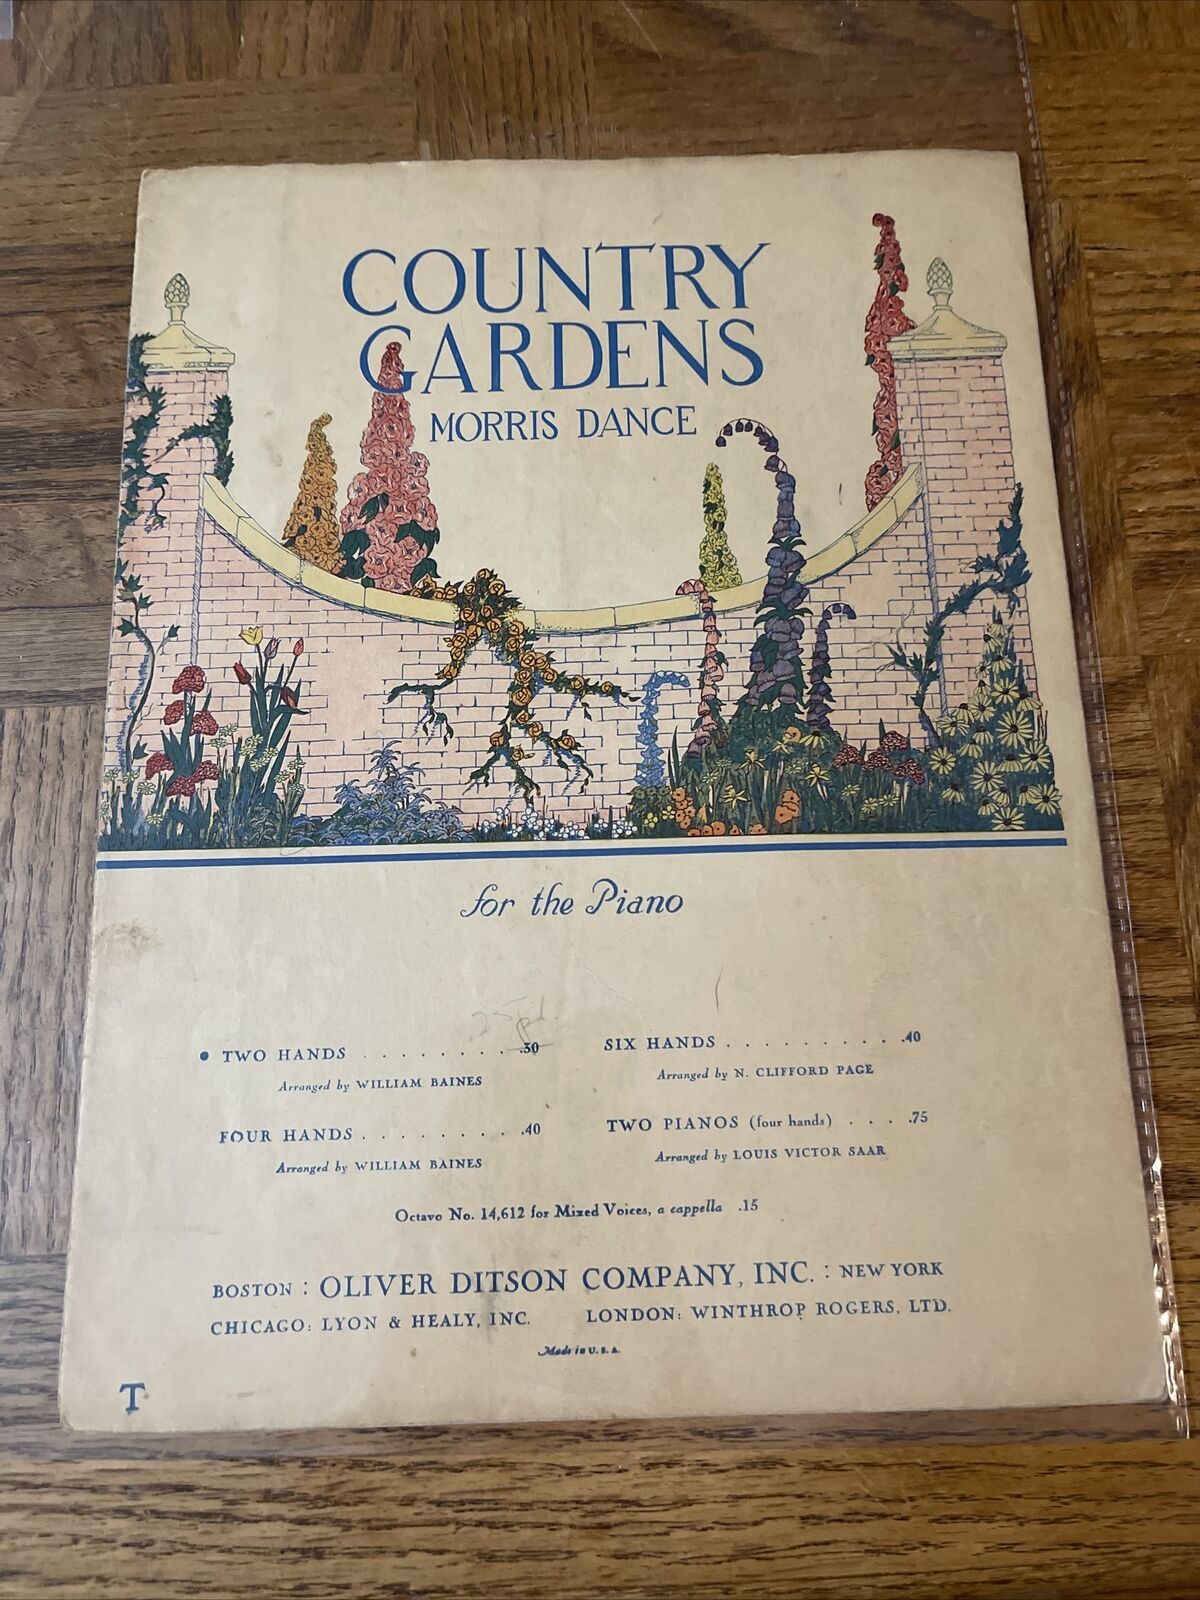 COUNTRY
GARDENS
MORRIS DANCE
for the Piano
• TWO HANDS . . . . . . . . .30
Arranged by WILLIAM BAINES
SIX HANDS . . . . . . . . . . .40
Arranged by N. CLIFFORD PAGE
FOUR HANDS . . . . . . . . . .40
Arranged by WILLIAM BAINES
TWO PIANOS (four hands) . . . .75
Arranged by LOUIS VICTOR SAAR
Octavo No. 14,612 for Mixed Voices, a cappella .15
BOSTON : OLIVER DITSON COMPANY, INC. : NEW YORK
CHICAGO: LYON & HEALY, INC. LONDON: WINTHROP ROGERS, LTD.
Made in U. S. A.
T